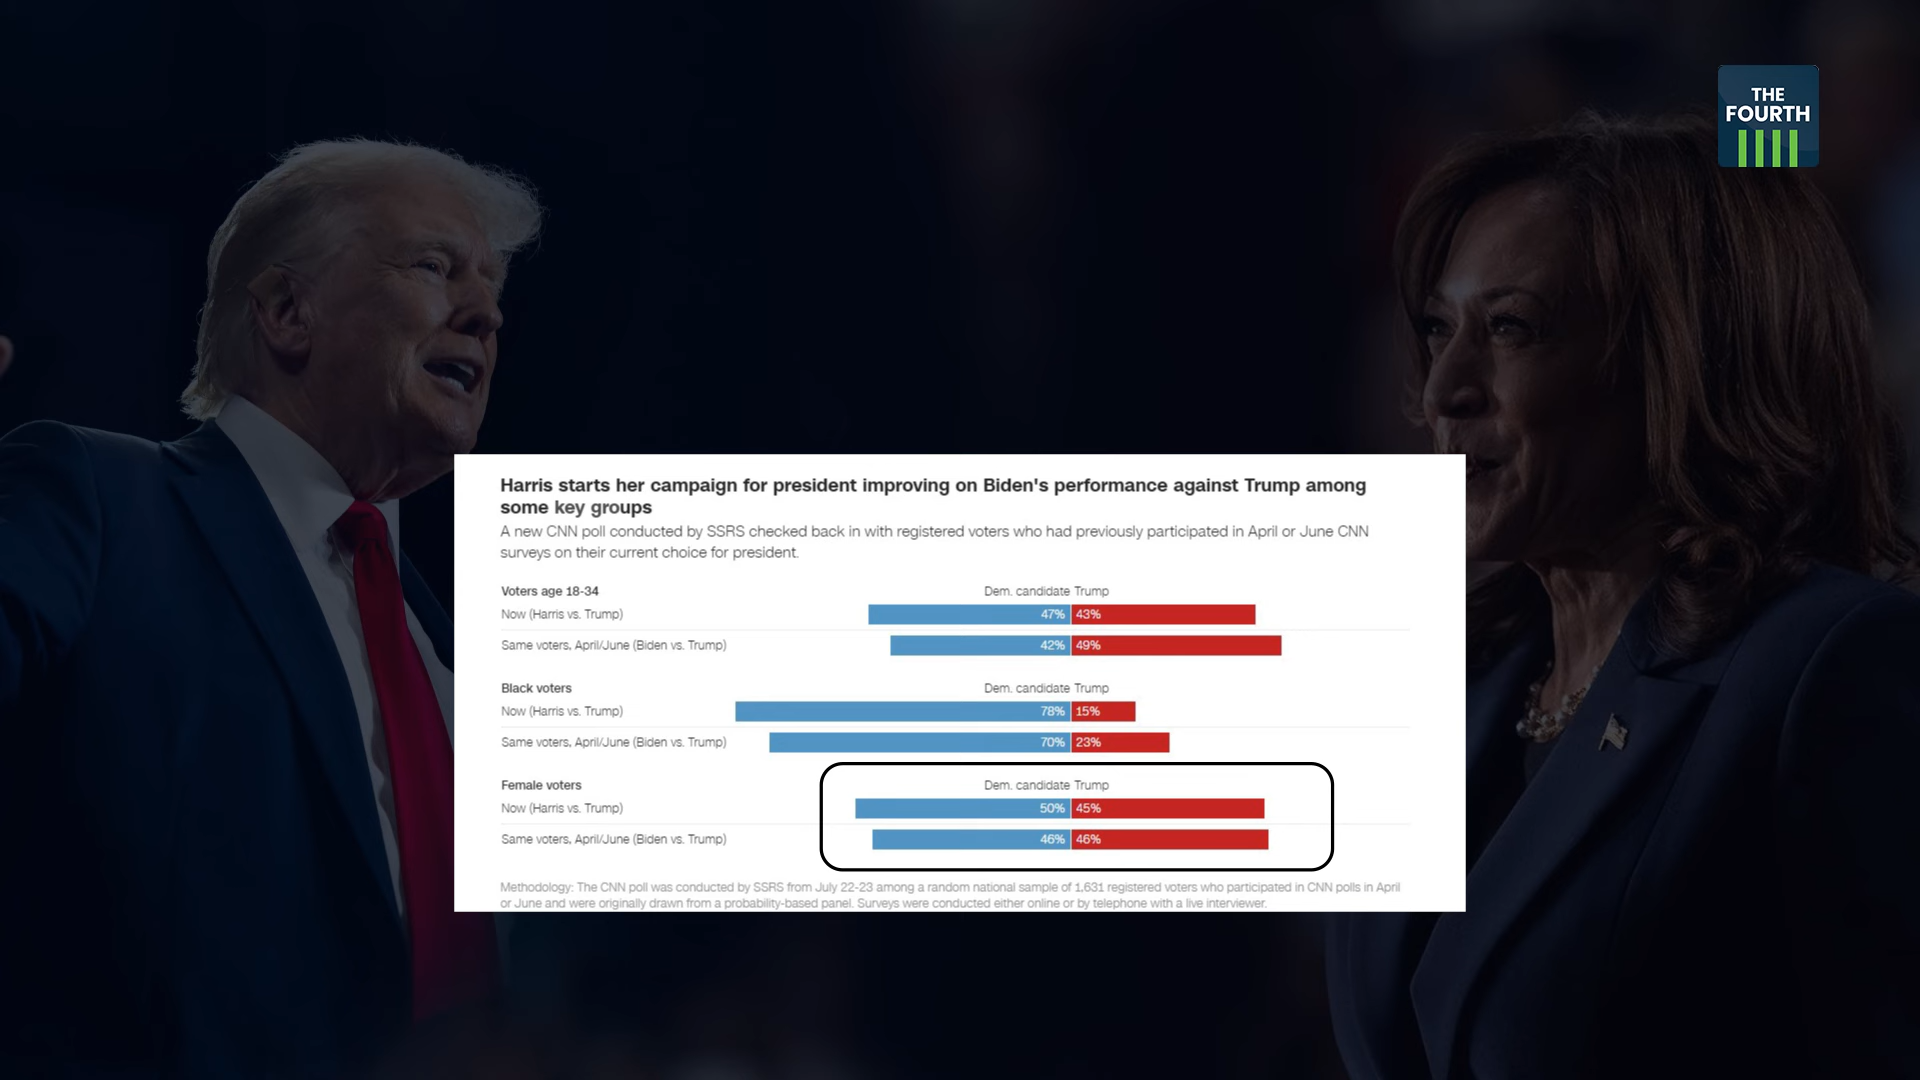 THE
FOURTH
Harris starts her campaign for president improving on Biden's performance against Trump among
some key groups
A new CNN poll conducted by SSRS checked back in with registered voters who had previously participated in April or June CNN
surveys on their current choice for president.
Voters age 18-34 Dem. candidate Trump
Now (Harris vs. Trump) 47% 43%
Same voters, April/June (Biden vs. Trump) 42% 49%
Black voters Dem. candidate Trump
Now (Harris vs. Trump) 78% 15%
Same voters, April/June (Biden vs. Trump) 70% 23%
Female voters Dem. candidate Trump
Now (Harris vs. Trump) 50% 45%
Same voters, April/June (Biden vs. Trump) 46% 46%
Methodology: The CNN poll was conducted by SSRS from July 22-23 among a random national sample of 1,631 registered voters who participated in CNN polls in April
or June and were originally drawn from a probability-based panel. Surveys were conducted either online or by telephone with a live interviewer.